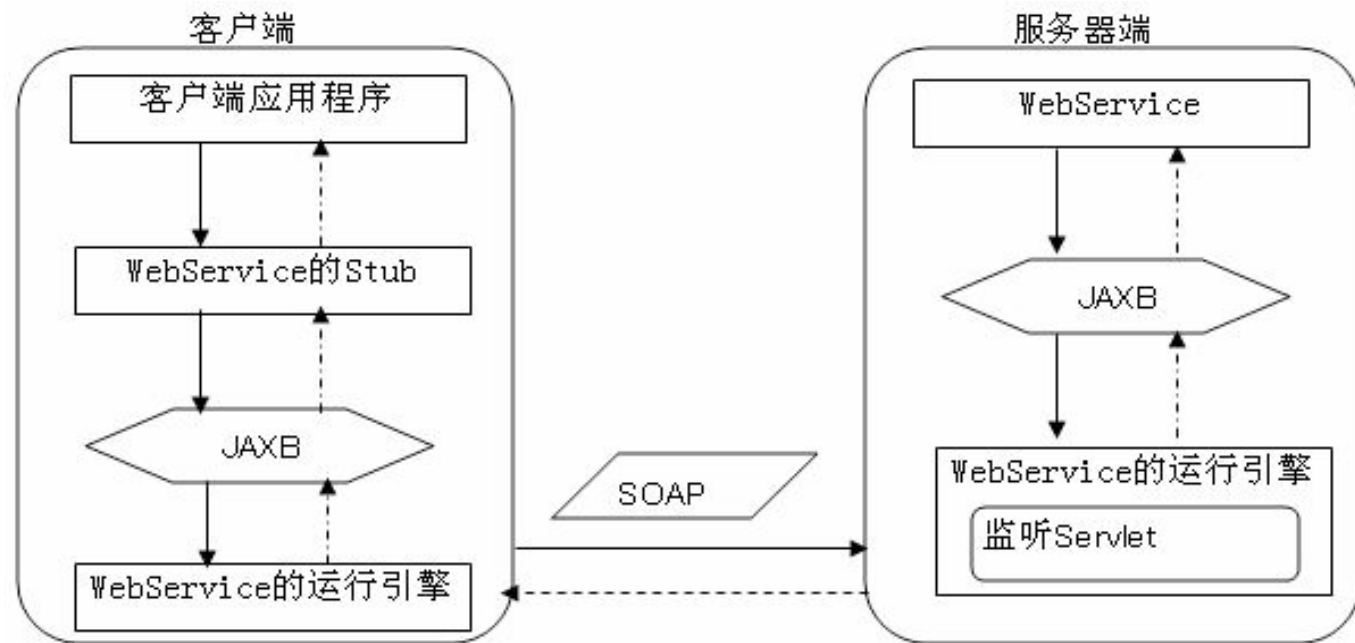 客户端
客户端应用程序
WebService的Stub
JAXB
WebService的运行引擎
SOAP
服务器端
WebService
JAXB
WebService的运行引擎
监听Servlet